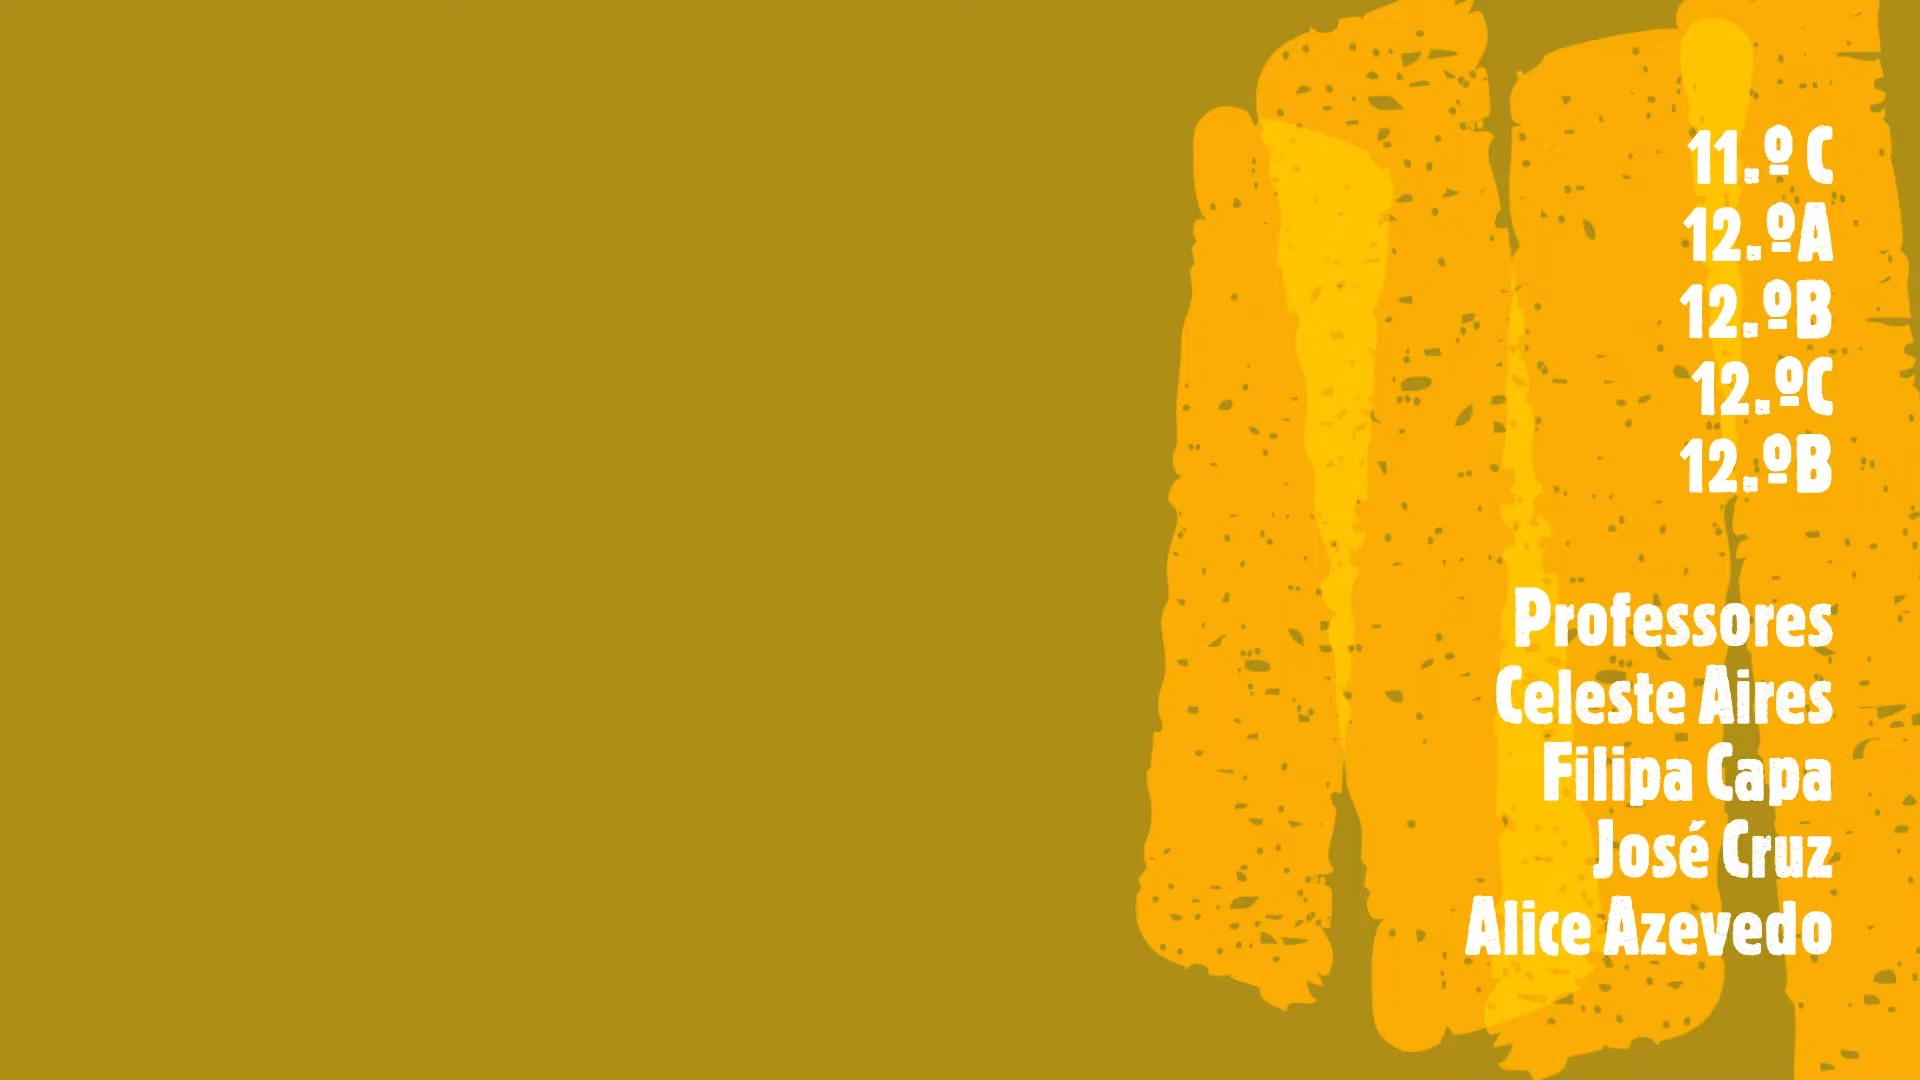 11.º C
12.ºA
12.ºB
12.ºC
12.ºB
Professores
Celeste Aires
Filipa Capa
José Cruz
Alice Azevedo